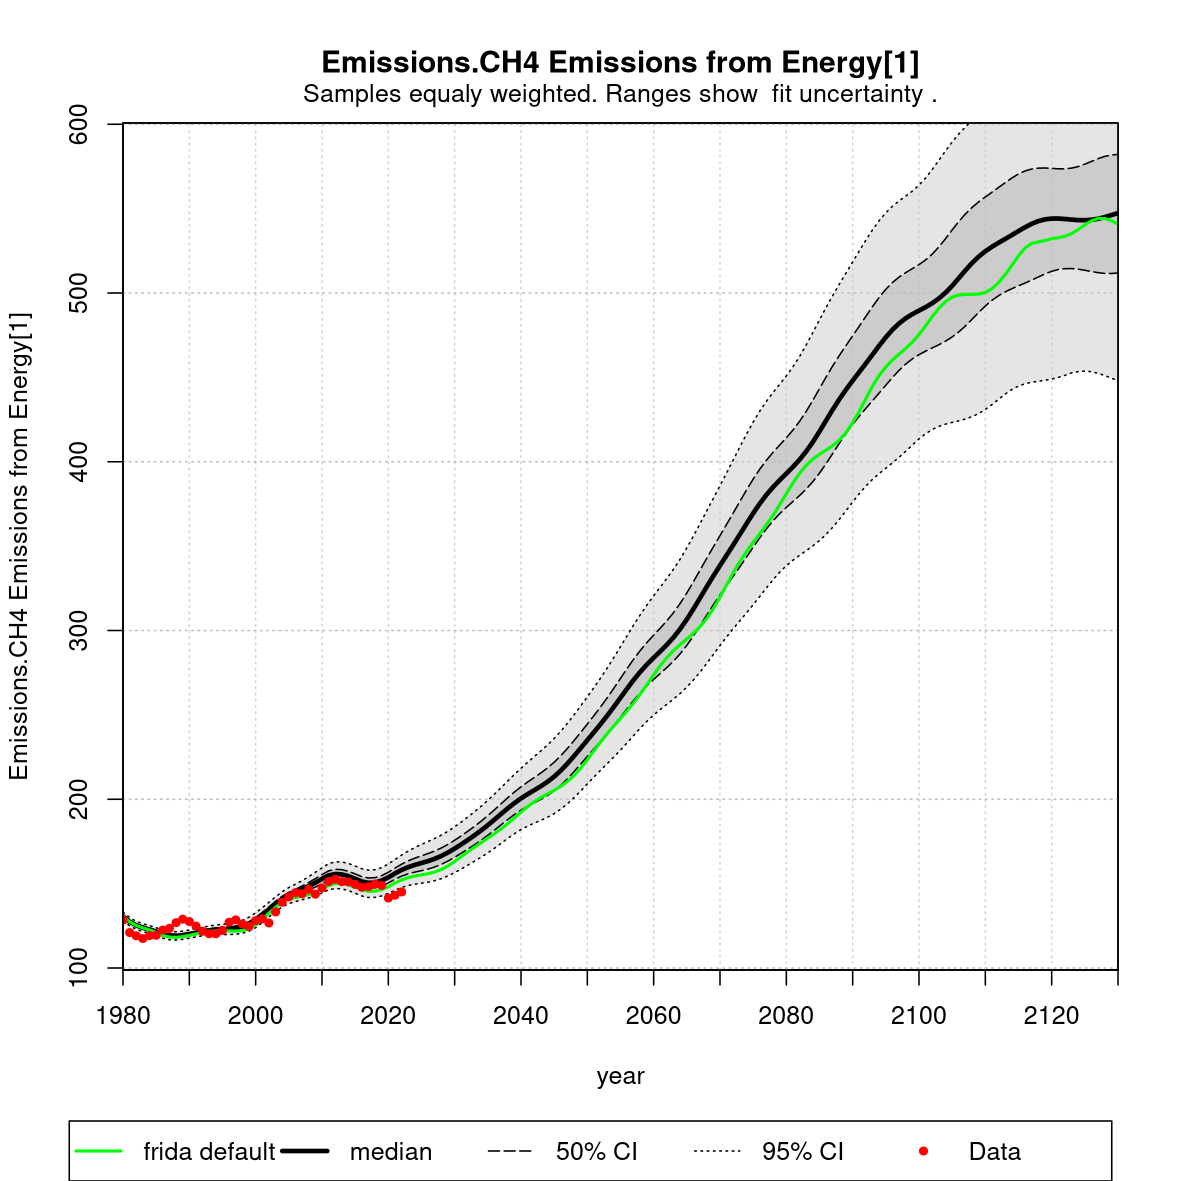 Emissions.CH4 Emissions from Energy[1]
Samples equaly weighted. Ranges show  fit uncertainty .
Emissions.CH4 Emissions from Energy[1]
600
500
400
300
200
100
1980 2000 2020 2040 2060 2080 2100 2120
year
frida default median 50% CI 95% CI Data